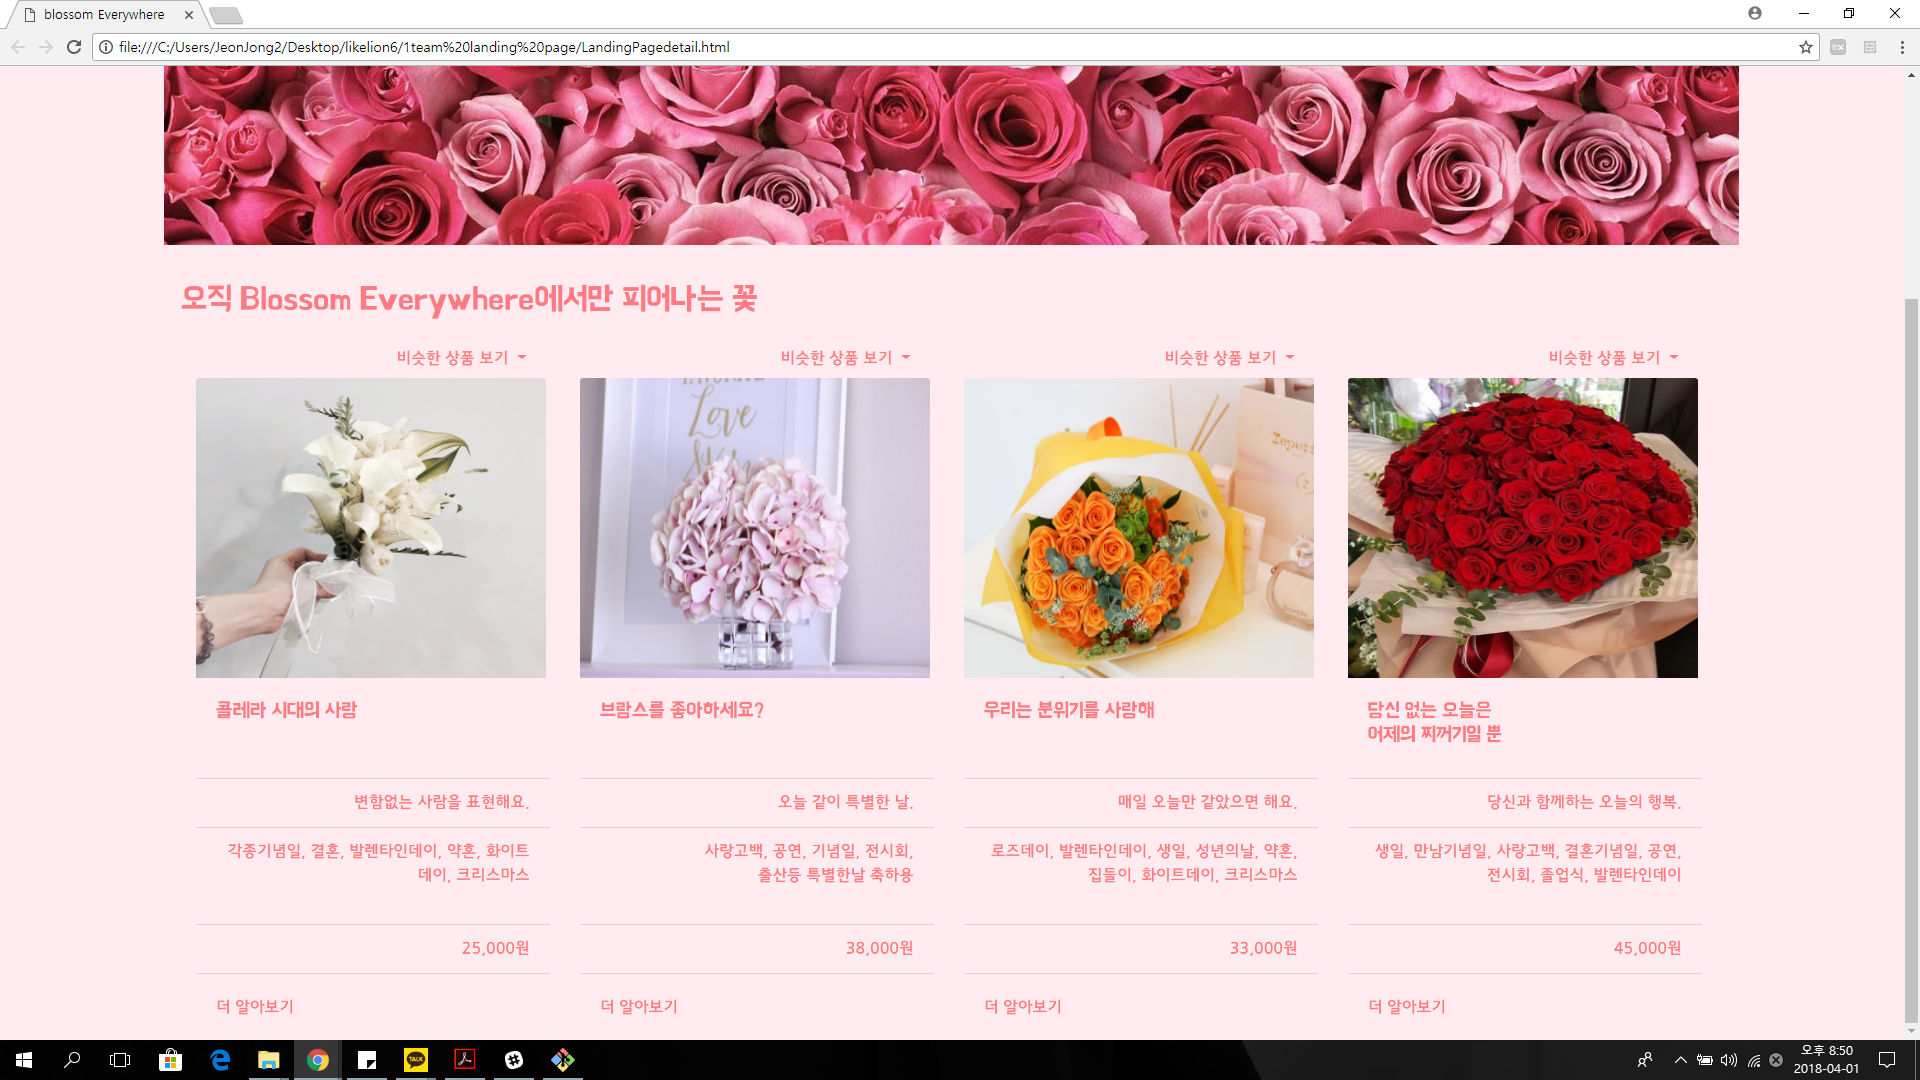 blossom Everywhere
file:///C:/Users/JeonJong2/Desktop/likelion6/1team%20landing%20page/LandingPagedetail.html
오직 Blossom Everywhere에서만 피어나는 꽃
비슷한 상품 보기
비슷한 상품 보기
비슷한 상품 보기
비슷한 상품 보기
Love
콜레라 시대의 사랑
브람스를 좋아하세요?
우리는 분위기를 사랑해
담신 없는 오늘은
어제의 찌꺼기일 뿐
변함없는 사람을 표현해요.
오늘 같이 특별한 날.
매일 오늘만 같았으면 해요.
당신과 함께하는 오늘의 행복.
각종기념일, 결혼, 발렌타인데이, 약혼, 화이트
데이, 크리스마스
사랑고백, 공연, 기념일, 전시회,
출산등 특별한날 축하용
로즈데이, 발렌타인데이, 생일, 성년의날, 약혼,
집들이, 화이트데이, 크리스마스
생일, 만남기념일, 사랑고백, 결혼기념일, 공연,
전시회, 졸업식, 발렌타인데이
25,000원
38,000원
33,000원
45,000원
더 알아보기
더 알아보기
더 알아보기
더 알아보기
TALK
오후 8:50
2018-04-01